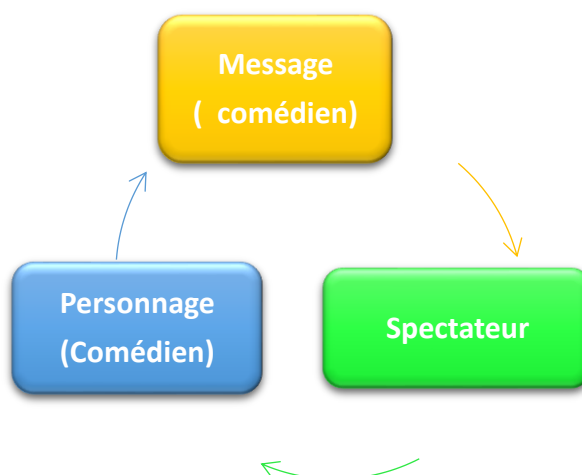 Message
( comédien)
Personnage
(Comédien)
Spectateur